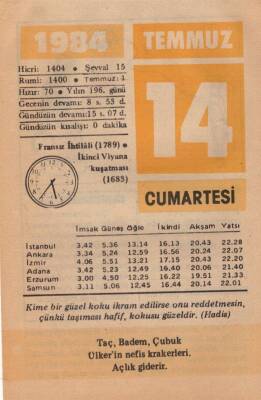 1984 TEMMUZ
Hicri: 1404 • Şevval 15
Rumi: 1400 • Temmuz: 1
Hızır: 70 • Yılın 196. günü
Gecenin devamı: 8 s. 53 d.
Gündüzün devamı: 15 s. 07 d.
Gündüzün kısalışı: 0 dakika
14
Fransız İhtilâli (1789) •
İkinci Viyana
kuşatması
(1683)
CUMARTESİ
İmsak Güneş Öğle İkindi Akşam Yatsı
İstanbul 3,42 5,36 13,14 16,13 20,43 22,28
Ankara 3,34 5,24 12,59 16,56 20,24 22,07
İzmir 4,06 5,51 13,21 17,15 20,43 22,20
Adana 3,42 5,23 12,49 16,40 20,06 21,40
Erzurum 3,00 4,50 12,25 16,22 19,51 21,33
Samsun 3,11 5,06 12,45 16,44 20,14 22,01
Kime bir güzel koku ikram edilirse onu reddetmesin,
çünkü taşıması hafif, kokusu güzeldir. (Hadis)
Taç, Badem, Çubuk
Ülker'in nefis krakerleri.
Açlık giderir.